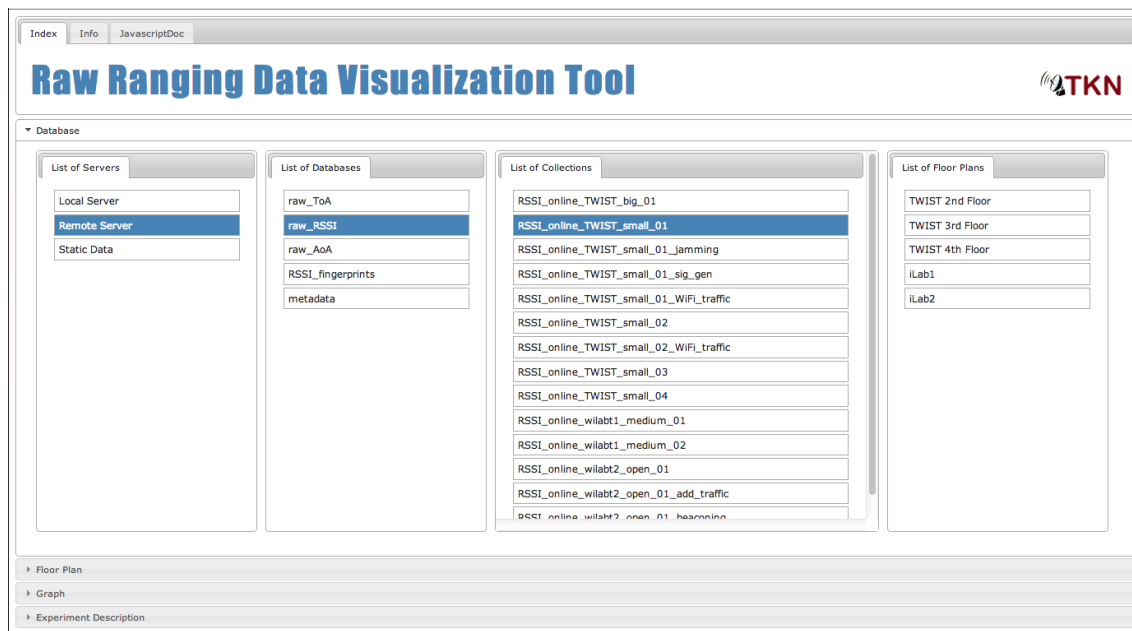 Index Info JavascriptDoc
Raw Ranging Data Visualization Tool
TKN
Database
List of Servers
Local Server
Remote Server
Static Data
List of Databases
raw_ToA
raw_RSSI
raw_AoA
RSSI_fingerprints
metadata
List of Collections
RSSI_online_TWIST_big_01
RSSI_online_TWIST_small_01
RSSI_online_TWIST_small_01_jamming
RSSI_online_TWIST_small_01_sig_gen
RSSI_online_TWIST_small_01_WiFi_traffic
RSSI_online_TWIST_small_02
RSSI_online_TWIST_small_02_WiFi_traffic
RSSI_online_TWIST_small_03
RSSI_online_TWIST_small_04
RSSI_online_wilabt1_medium_01
RSSI_online_wilabt1_medium_02
RSSI_online_wilabt2_open_01
RSSI_online_wilabt2_open_01_add_traffic
RSSI_online_wilabt2_open_01_beaconing
List of Floor Plans
TWIST 2nd Floor
TWIST 3rd Floor
TWIST 4th Floor
iLab1
iLab2
Floor Plan
Graph
Experiment Description